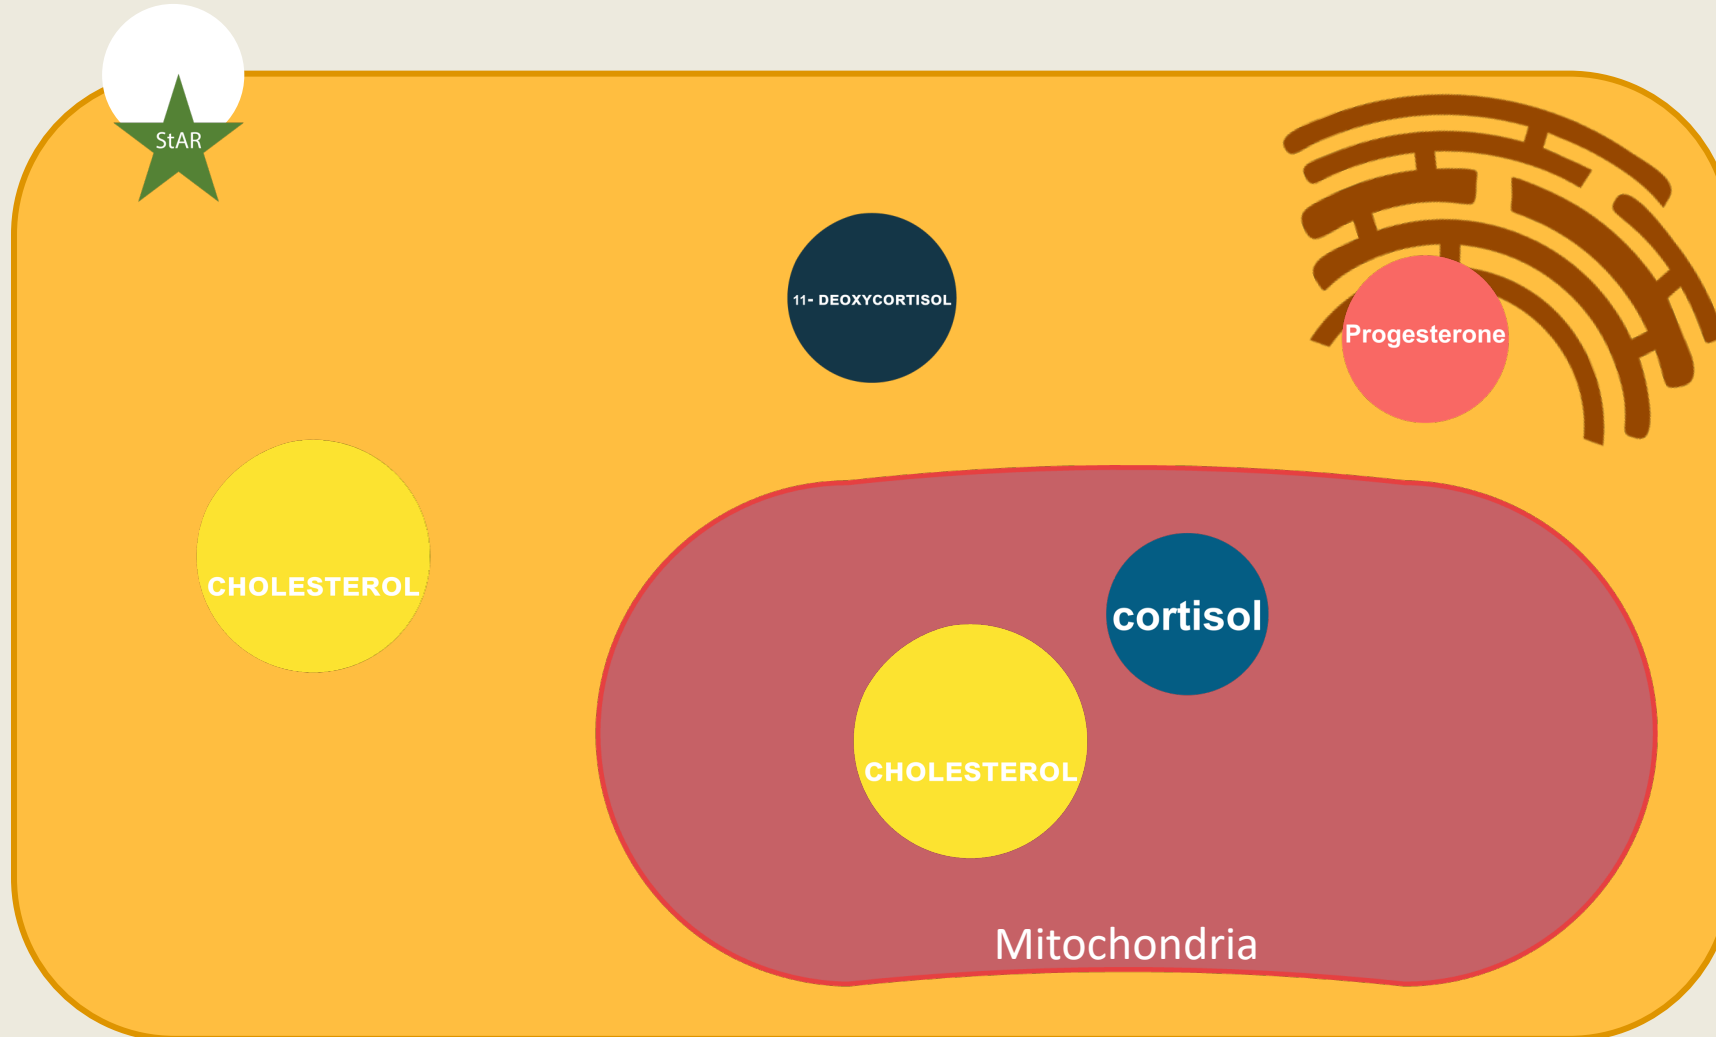 StAR
11- DEOXYCORTISOL
Progesterone
CHOLESTEROL
cortisol
CHOLESTEROL
Mitochondria